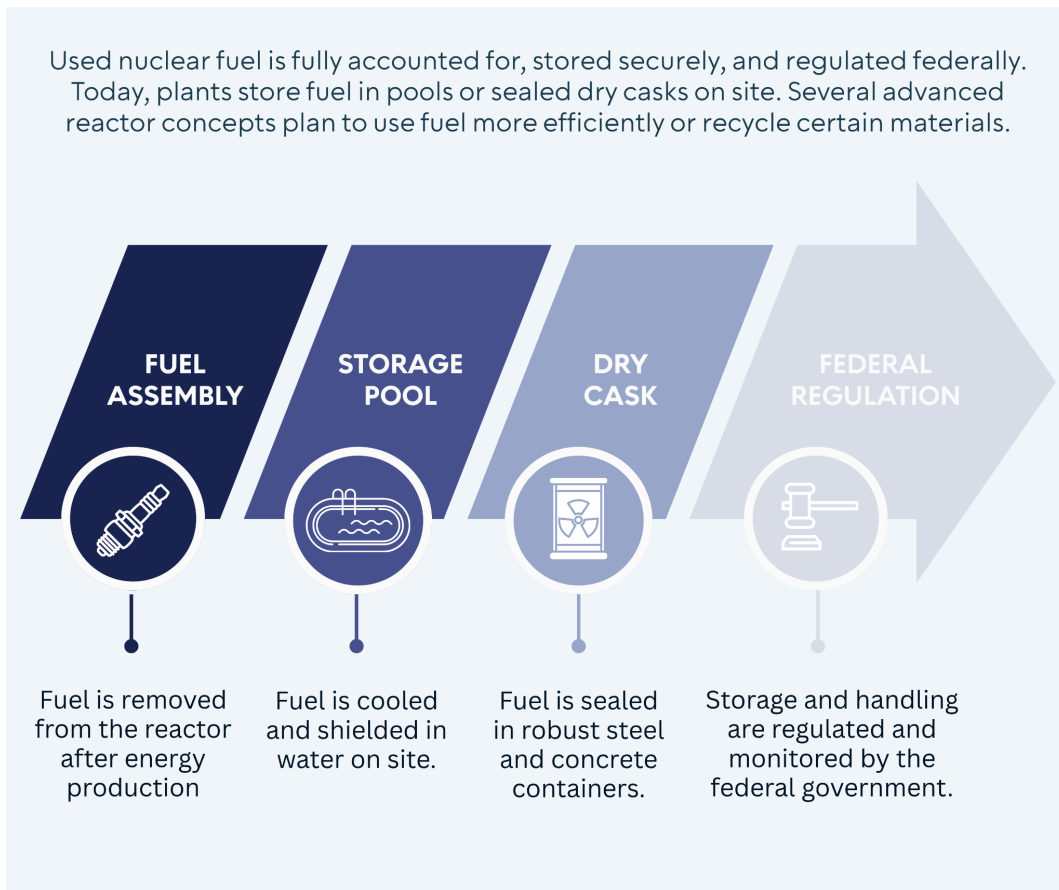 Used nuclear fuel is fully accounted for, stored securely, and regulated federally.
Today, plants store fuel in pools or sealed dry casks on site. Several advanced
reactor concepts plan to use fuel more efficiently or recycle certain materials.
FUEL
ASSEMBLY
STORAGE
POOL
DRY
CASK
FEDERAL
REGULATION
Fuel is removed
from the reactor
after energy
production
Fuel is cooled
and shielded in
water on site.
Fuel is sealed
in robust steel
and concrete
containers.
Storage and handling
are regulated and
monitored by the
federal government.